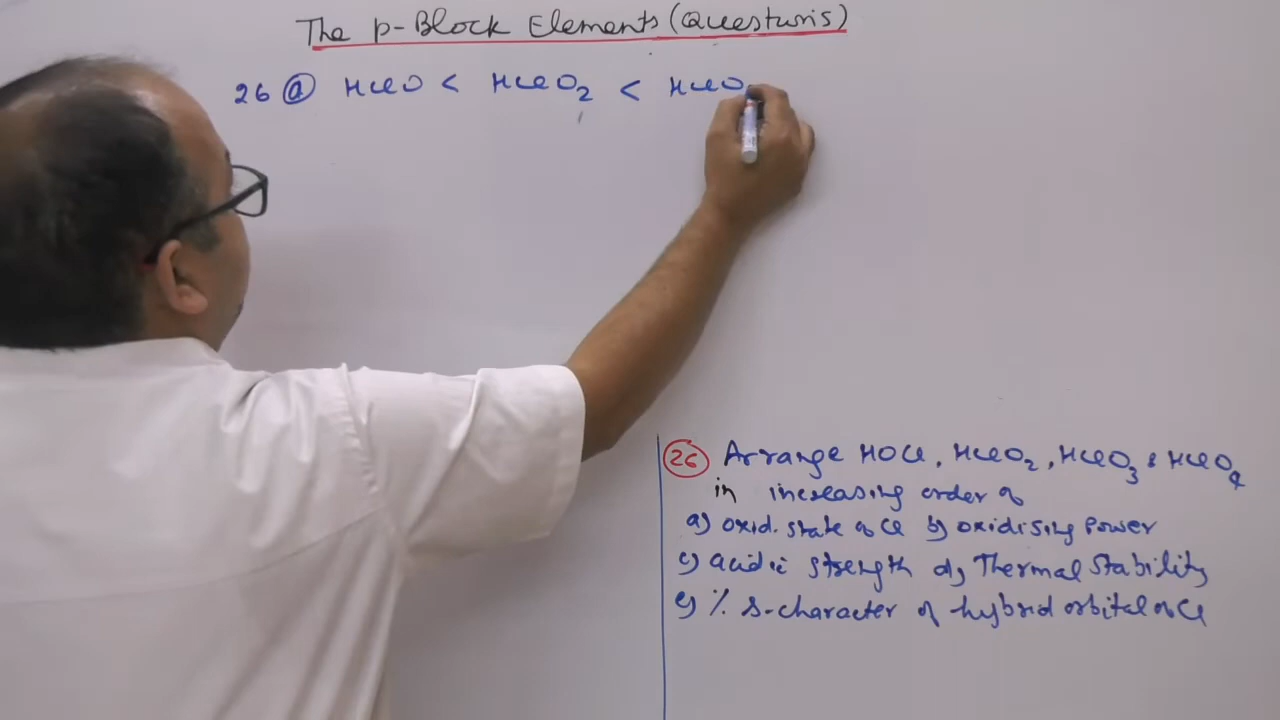 The p-Block Elements (Questions)
26 (a) HClO < HClO2 < HClO
26 Arrange HOCl, HClO2, HClO3 & HClO4
in increasing order of
a) oxid. state of Cl b) oxidising Power
c) acidic strength d) Thermal Stability
e) % s-character of hybrid orbital of Cl